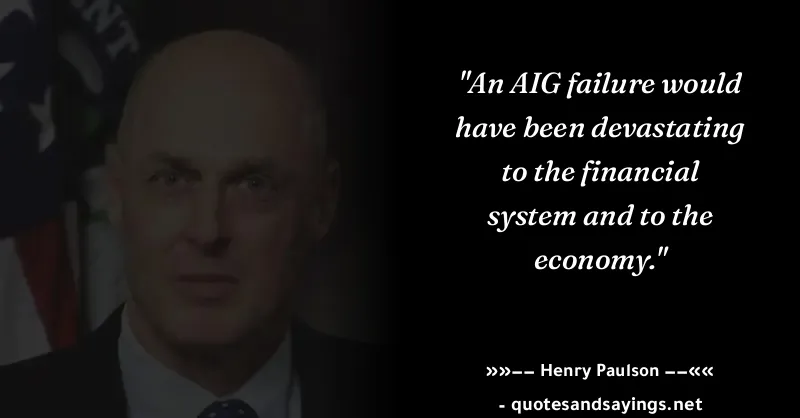 ENT
"An AIG failure would
have been devastating
to the financial
system and to the
economy."
»»–– Henry Paulson ––««
- quotesandsayings.net